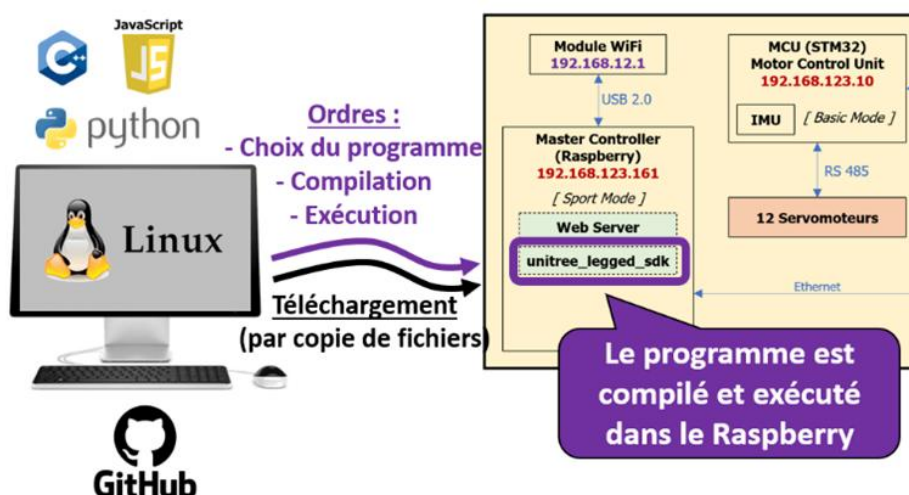 JavaScript
C++
JS
python
Linux
GitHub
Ordres :
- Choix du programme
- Compilation
- Exécution
Téléchargement
(par copie de fichiers)
Module WiFi
192.168.12.1
USB 2.0
Master Controller
(Raspberry)
192.168.123.161
[ Sport Mode ]
Web Server
unitree_legged_sdk
MCU (STM32)
Motor Control Unit
192.168.123.10
IMU
[ Basic Mode ]
RS 485
12 Servomoteurs
Ethernet
Le programme est
compilé et exécuté
dans le Raspberry